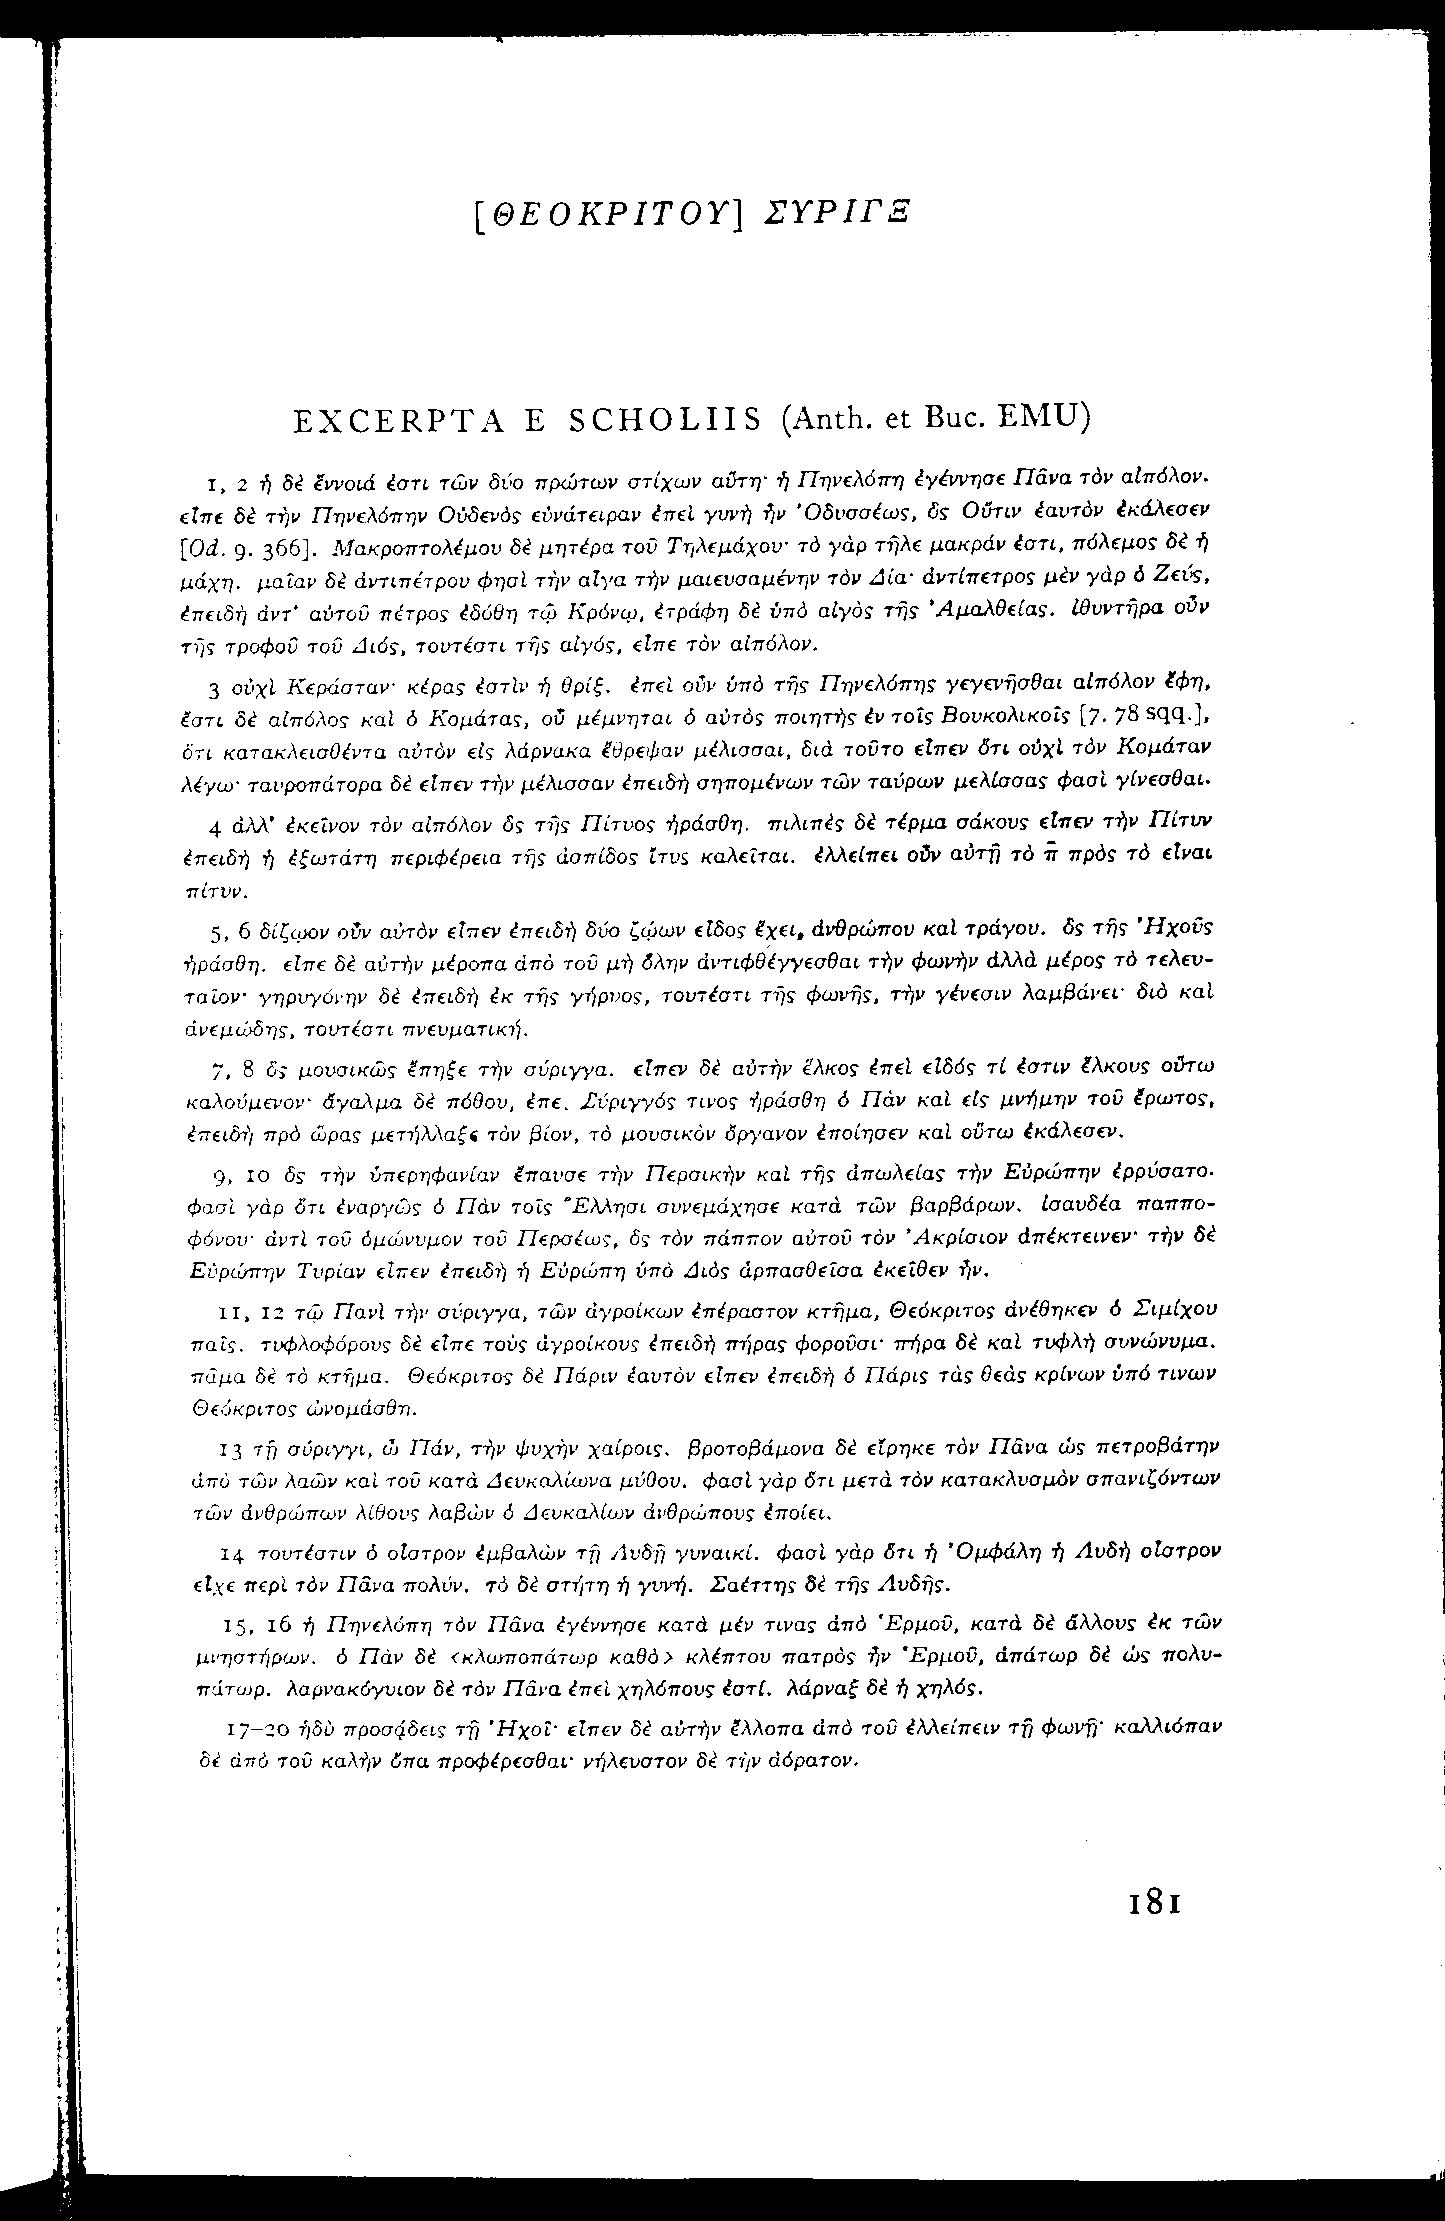 [ΘΕΟΚΡΙΤΟΥ] ΣΥΡΙΓΞ
EXCERPTA E SCHOLIIS (Anth. et Buc. EMU)
1, 2 ἡ δὲ ἔννοιά ἐστι τῶν δύο πρώτων στίχων αὕτη· ἡ Πηνελόπη ἐγέννησε Πᾶνα τὸν αἰπόλον.
εἶπε δὲ τὴν Πηνελόπην Οὐδενὸς εὐνάτειραν ἐπεὶ γυνὴ ἦν Ὀδυσσέως, ὃς Οὖτιν ἑαυτὸν ἐκάλεσεν
[Od. 9. 366]. Μακροπτολέμου δὲ μητέρα τοῦ Τηλεμάχου· τὸ γὰρ τῆλε μακράν ἐστι, πόλεμος δὲ ἡ
μάχη. μαῖαν δὲ ἀντιπέτρου φησὶ τὴν αἶγα τὴν μαιευσαμένην τὸν Δία· ἀντίπετρος μὲν γὰρ ὁ Ζεύς,
ἐπειδὴ ἀντ' αὐτοῦ πέτρος ἐδόθη τῷ Κρόνῳ, ἐτράφη δὲ ὑπὸ αἰγὸς τῆς Ἀμαλθείας. ἰθυντῆρα οὖν
τῆς τροφοῦ τοῦ Διός, τουτέστι τῆς αἰγός, εἶπε τὸν αἰπόλον.
3 οὐχὶ Κεράσταν· κέρας ἐστὶν ἡ θρίξ. ἐπεὶ οὖν ὑπὸ τῆς Πηνελόπης γεγενῆσθαι αἰπόλον ἔφη,
ἔστι δὲ αἰπόλος καὶ ὁ Κομάτας, οὗ μέμνηται ὁ αὐτὸς ποιητὴς ἐν τοῖς Βουκολικοῖς [7. 78 sqq.],
ὅτι κατακλεισθέντα αὐτὸν εἰς λάρνακα ἔθρεψαν μέλισσαι, διὰ τοῦτο εἶπεν ὅτι οὐχὶ τὸν Κομάταν
λέγω· ταυροπάτορα δὲ εἶπεν τὴν μέλισσαν ἐπειδὴ σηπομένων τῶν ταύρων μελίσσας φασὶ γίνεσθαι.
4 ἀλλ' ἐκεῖνον τὸν αἰπόλον ὃς τῆς Πίτυος ἠράσθη. πιλιπὲς δὲ τέρμα σάκους εἶπεν τὴν Πίτυν
ἐπειδὴ ἡ ἐξωτάτη περιφέρεια τῆς ἀσπίδος ἴτυς καλεῖται. ἐλλείπει οὖν αὐτῇ τὸ π̄ πρὸς τὸ εἶναι
πίτυν.
5, 6 δίζῳον οὖν αὐτὸν εἶπεν ἐπειδὴ δύο ζῴων εἶδος ἔχει, ἀνθρώπου καὶ τράγου. ὃς τῆς Ἠχοῦς
ἠράσθη. εἶπε δὲ αὐτὴν μέροπα ἀπὸ τοῦ μὴ ὅλην ἀντιφθέγγεσθαι τὴν φωνὴν ἀλλὰ μέρος τὸ τελευ-
ταῖον· γηρυγόνην δὲ ἐπειδὴ ἐκ τῆς γήρυος, τουτέστι τῆς φωνῆς, τὴν γένεσιν λαμβάνει· διὸ καὶ
ἀνεμώδης, τουτέστι πνευματική.
7, 8 ὃς μουσικῶς ἔπηξε τὴν σύριγγα. εἶπεν δὲ αὐτὴν ἕλκος ἐπεὶ εἶδός τί ἐστιν ἕλκους οὕτω
καλούμενον· ἄγαλμα δὲ πόθου, ἐπε. Σύριγγός τινος ἠράσθη ὁ Πὰν καὶ εἰς μνήμην τοῦ ἔρωτος,
ἐπειδὴ πρὸ ὥρας μετήλλαξε τὸν βίον, τὸ μουσικὸν ὄργανον ἐποίησεν καὶ οὕτω ἐκάλεσεν.
9, 10 ὃς τὴν ὑπερηφανίαν ἔπαυσε τὴν Περσικὴν καὶ τῆς ἀπωλείας τὴν Εὐρώπην ἐρρύσατο.
φασὶ γὰρ ὅτι ἐναργῶς ὁ Πὰν τοῖς Ἕλλησι συνεμάχησε κατὰ τῶν βαρβάρων. ἰσαυδέα παππο-
φόνου· ἀντὶ τοῦ ὁμώνυμον τοῦ Περσέως, ὃς τὸν πάππον αὐτοῦ τὸν Ἀκρίσιον ἀπέκτεινεν· τὴν δὲ
Εὐρώπην Τυρίαν εἶπεν ἐπειδὴ ἡ Εὐρώπη ὑπὸ Διὸς ἁρπασθεῖσα ἐκεῖθεν ἦν.
11, 12 τῷ Πανὶ τὴν σύριγγα, τῶν ἀγροίκων ἐπέραστον κτῆμα, Θεόκριτος ἀνέθηκεν ὁ Σιμίχου
παῖς. τυφλοφόρους δὲ εἶπε τοὺς ἀγροίκους ἐπειδὴ πήρας φοροῦσι· πήρα δὲ καὶ τυφλὴ συνώνυμα.
πᾶμα δὲ τὸ κτῆμα. Θεόκριτος δὲ Πάριν ἑαυτὸν εἶπεν ἐπειδὴ ὁ Πάρις τὰς θεὰς κρίνων ὑπό τινων
Θεόκριτος ὠνομάσθη.
13 τῇ σύριγγι, ὦ Πάν, τὴν ψυχὴν χαίροις. βροτοβάμονα δὲ εἴρηκε τὸν Πᾶνα ὡς πετροβάτην
ἀπὸ τῶν λαῶν καὶ τοῦ κατὰ Δευκαλίωνα μύθου. φασὶ γὰρ ὅτι μετὰ τὸν κατακλυσμὸν σπανιζόντων
τῶν ἀνθρώπων λίθους λαβὼν ὁ Δευκαλίων ἀνθρώπους ἐποίει.
14 τουτέστιν ὁ οἶστρον ἐμβαλὼν τῇ Λυδῇ γυναικί. φασὶ γὰρ ὅτι ἡ Ὀμφάλη ἡ Λυδὴ οἶστρον
εἶχε περὶ τὸν Πᾶνα πολύν. τὸ δὲ στήτη ἡ γυνή. Σαέττης δὲ τῆς Λυδῆς.
15, 16 ἡ Πηνελόπη τὸν Πᾶνα ἐγέννησε κατὰ μέν τινας ἀπὸ Ἑρμοῦ, κατὰ δὲ ἄλλους ἐκ τῶν
μνηστήρων. ὁ Πὰν δὲ <κλωποπάτωρ καθὸ> κλέπτου πατρὸς ἦν Ἑρμοῦ, ἀπάτωρ δὲ ὡς πολυ-
πάτωρ. λαρνακόγυιον δὲ τὸν Πᾶνα ἐπεὶ χηλόπους ἐστί. λάρναξ δὲ ἡ χηλός.
17–20 ἡδὺ προσᾴδεις τῇ Ἠχοῖ· εἶπεν δὲ αὐτὴν ἔλλοπα ἀπὸ τοῦ ἐλλείπειν τῇ φωνῇ· καλλιόπαν
δὲ ἀπὸ τοῦ καλὴν ὄπα προφέρεσθαι· νήλευστον δὲ τὴν ἀόρατον.
181